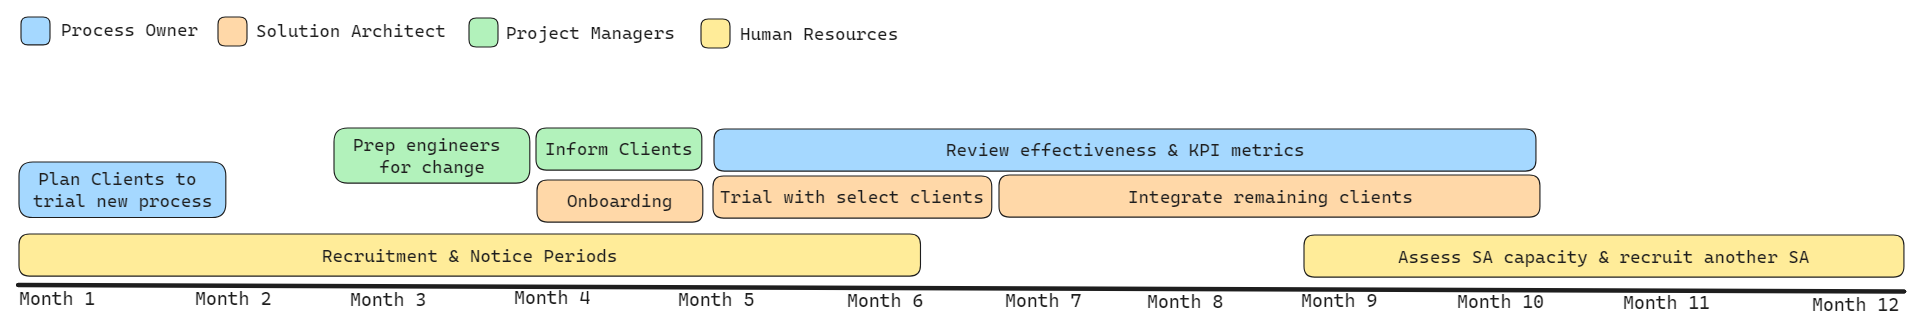 Process Owner
Solution Architect
Project Managers
Human Resources
Prep engineers
for change
Inform Clients
Review effectiveness & KPI metrics
Plan Clients to
trial new process
Onboarding
Trial with select clients
Integrate remaining clients
Recruitment & Notice Periods
Assess SA capacity & recruit another SA
Month 1
Month 2
Month 3
Month 4
Month 5
Month 6
Month 7
Month 8
Month 9
Month 10
Month 11
Month 12